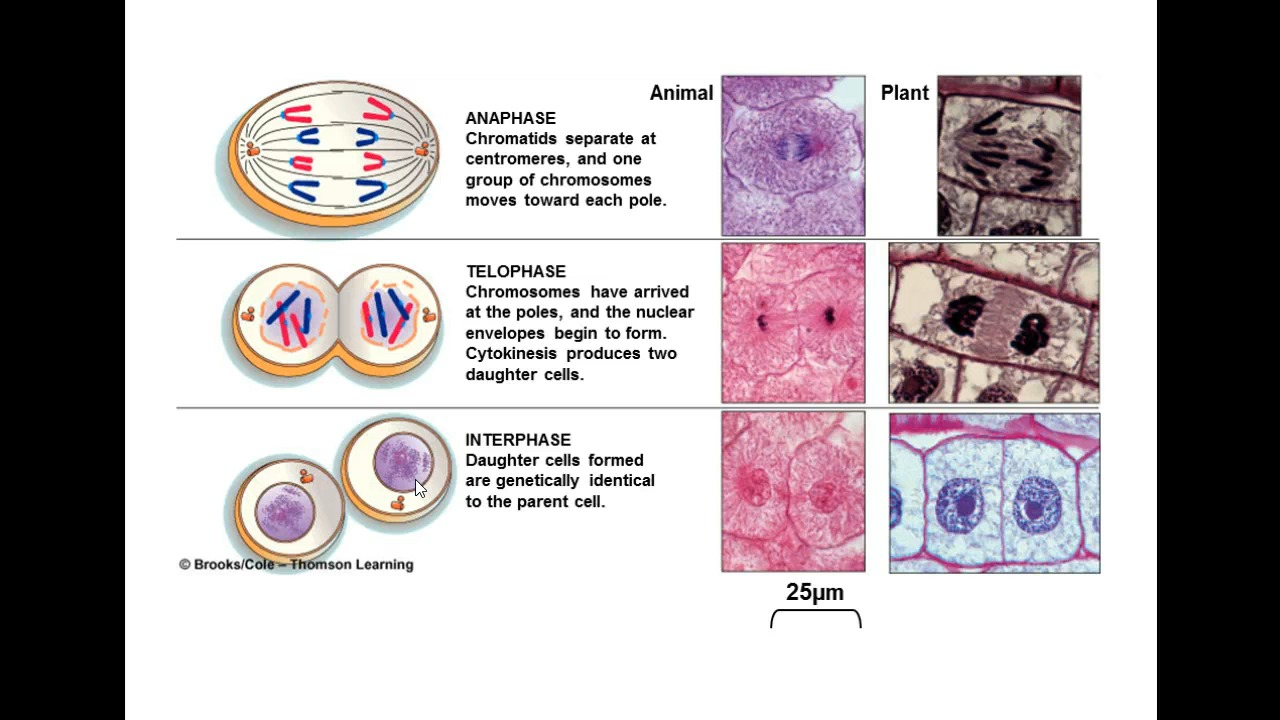 Animal
Plant
ANAPHASE
Chromatids separate at
centromeres, and one
group of chromosomes
moves toward each pole.
TELOPHASE
Chromosomes have arrived
at the poles, and the nuclear
envelopes begin to form.
Cytokinesis produces two
daughter cells.
INTERPHASE
Daughter cells formed
are genetically identical
to the parent cell.
© Brooks/Cole – Thomson Learning
25µm